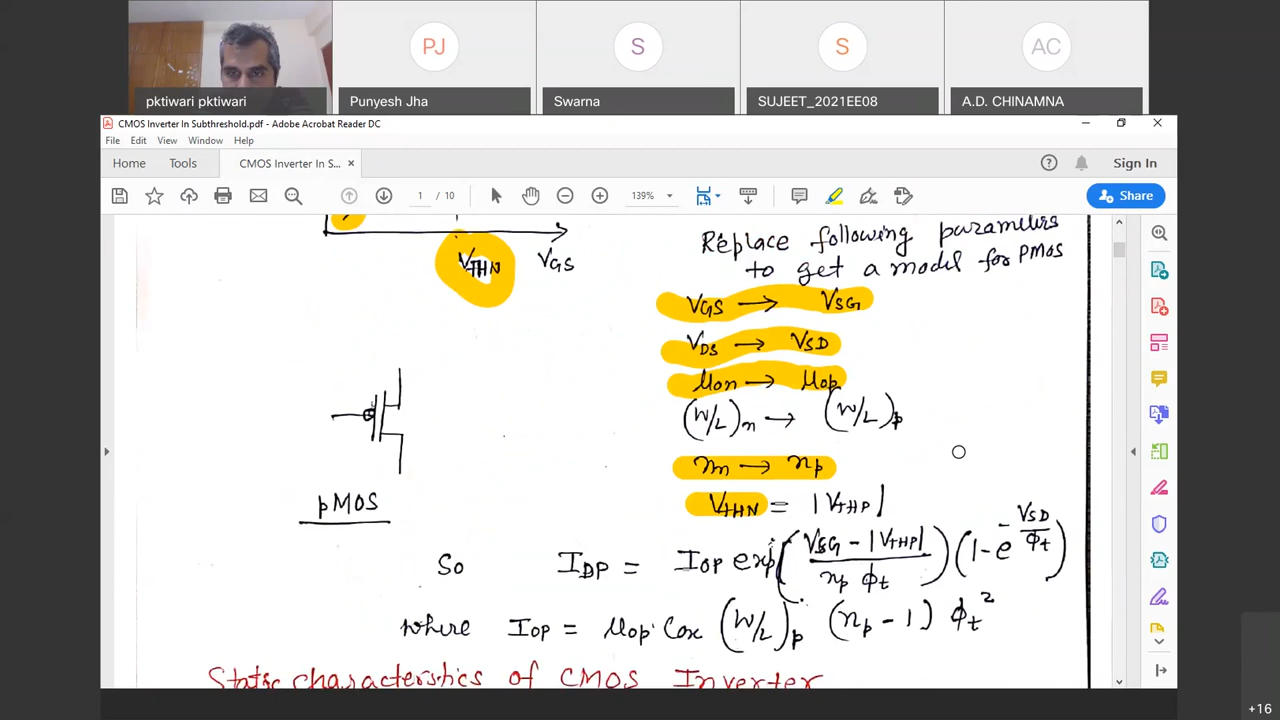 PJ
S
S
AC
pktiwari pktiwari
Punyesh Jha
Swarna
SUJEET_2021EE08
A.D. CHINAMNA
CMOS Inverter In Subthreshold.pdf - Adobe Acrobat Reader DC
File Edit View Window Help
Home Tools CMOS Inverter In S... × Sign In
1 / 10 139% Share
VTHN VGS
Replace following parameters
to get a model for PMOS
VGS → VSG
VDS → VSD
μon → μop
(W/L)n → (W/L)p
nn → np
VTHN = |VTHP|
pMOS
So IDP = IOP exp((VSG - |VTHP|)/(np ϕt)) (1 - e^(-VSD/ϕt))
where IOP = μop Cox (W/L)p (np - 1) ϕt²
Static characterstics of CMOS Inverter
+16